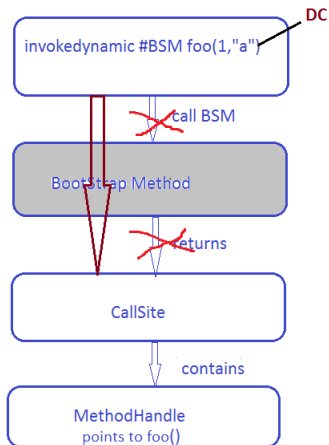 DC
invokedynamic #BSM foo(1,"a")
call BSM
BootStrap Method
returns
CallSite
contains
MethodHandle
points to foo()